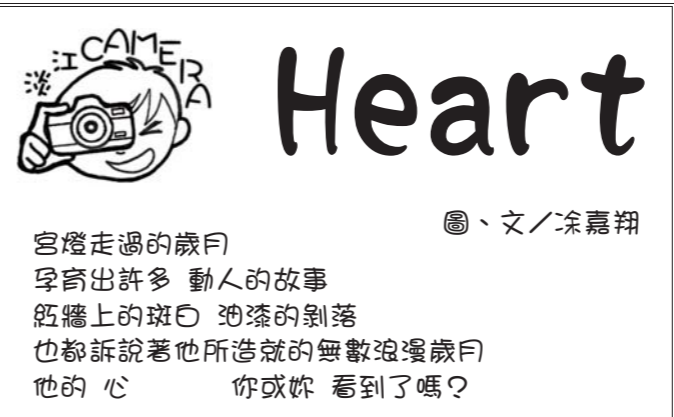 淡江CAMERA
Heart
圖、文／凃嘉翔
宮燈走過的歲月
孕育出許多 動人的故事
紅牆上的斑白 油漆的剝落
也都訴說著他所造就的無數浪漫歲月
他的 心 你或妳 看到了嗎？